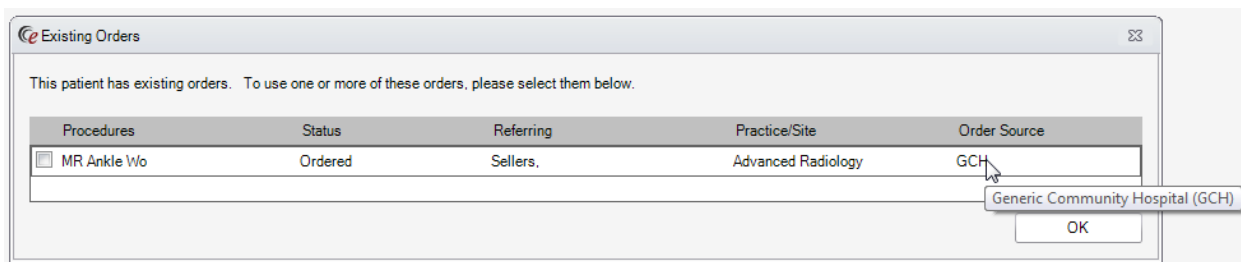 Existing Orders
This patient has existing orders. To use one or more of these orders, please select them below.
Procedures Status Referring Practice/Site Order Source
MR Ankle Wo Ordered Sellers, Advanced Radiology GCH
Generic Community Hospital (GCH)
OK